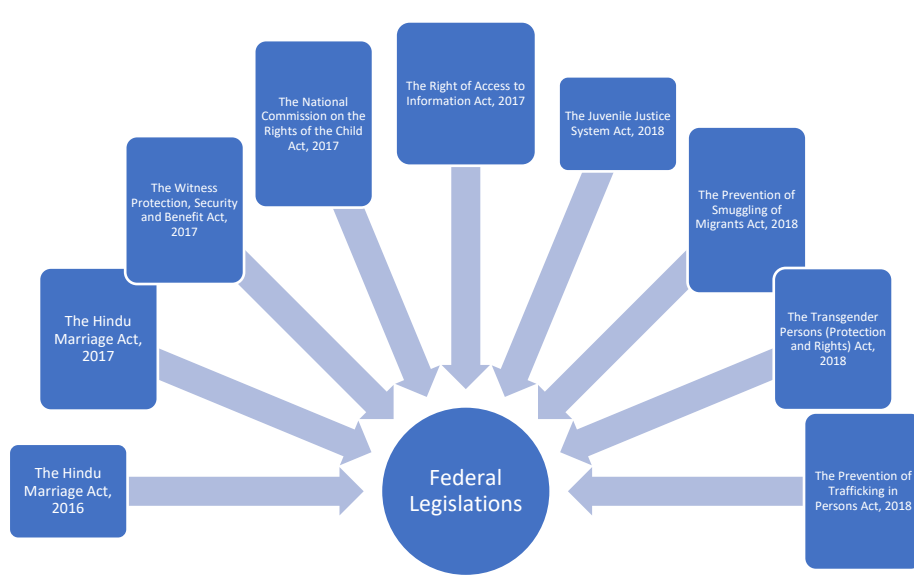 The Hindu
Marriage Act,
2016
The Hindu
Marriage Act,
2017
The Witness
Protection, Security
and Benefit Act,
2017
The National
Commission on the
Rights of the Child
Act, 2017
The Right of Access to
Information Act, 2017
The Juvenile Justice
System Act, 2018
The Prevention of
Smuggling of
Migrants Act, 2018
The Transgender
Persons (Protection
and Rights) Act,
2018
The Prevention of
Trafficking in
Persons Act, 2018
Federal
Legislations